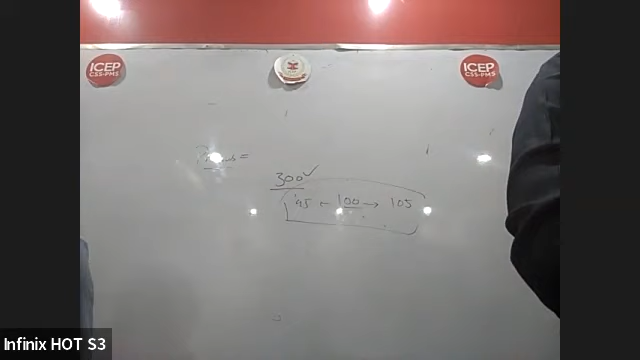 ICEP
CSS-PMS
ICEP
CSS-PMS
300✓
95 ← 100 → 105
Infinix HOT S3